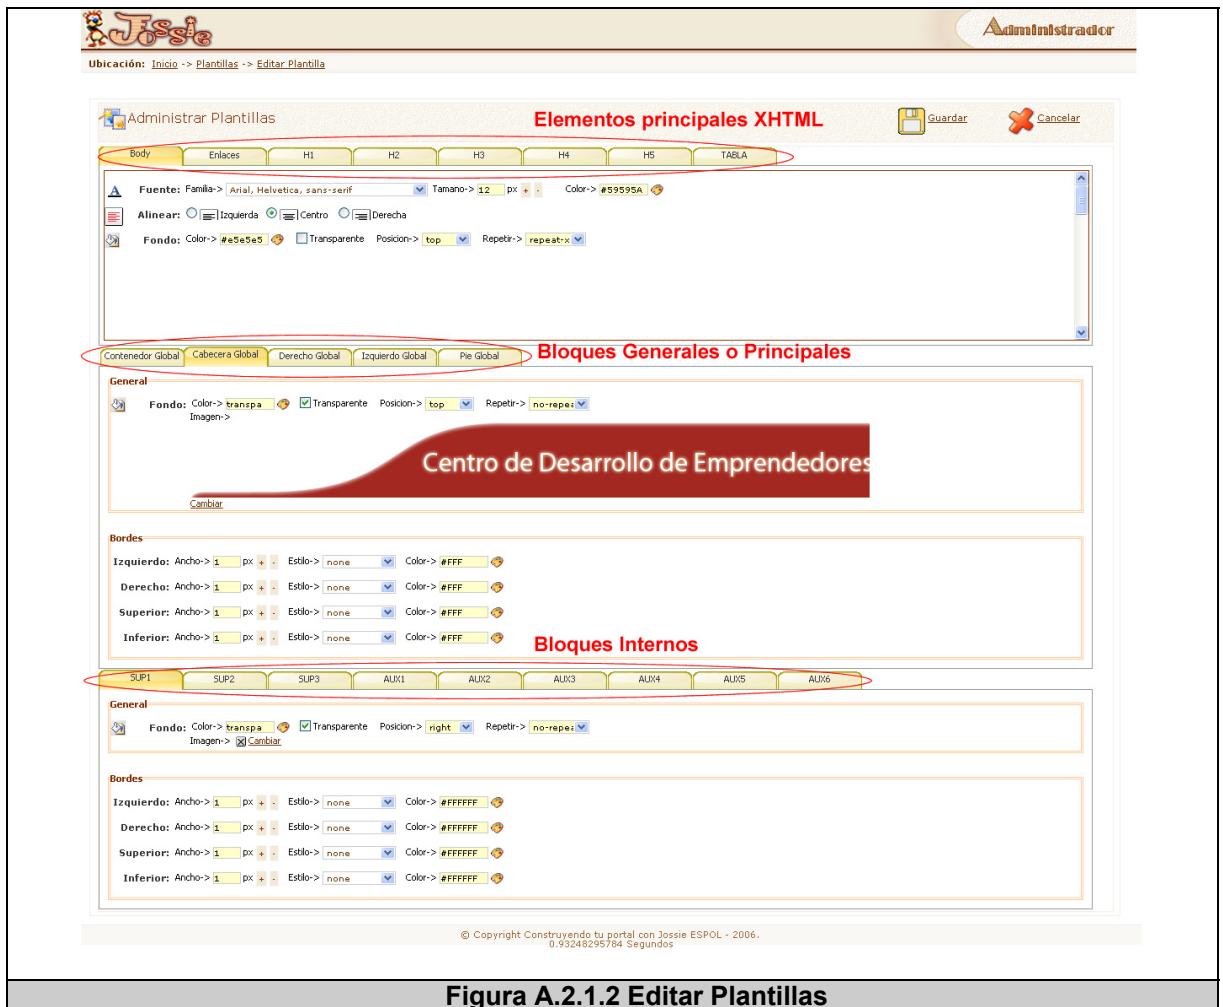 Jossie
Administrador
Ubicación: Inicio -> Plantillas -> Editar Plantilla
Administrar Plantillas Elementos principales XHTML Guardar Cancelar
Body Enlaces H1 H2 H3 H4 H5 TABLA
A Fuente: Familia-> Arial, Helvetica, sans-serif Tamano-> 12 px + - Color-> #59595A
Alinear: Izquierda Centro Derecha
Fondo: Color-> #e5e5e5 Transparente Posicion-> top Repetir-> repeat-x
Contenedor Global Cabecera Global Derecho Global Izquierdo Global Pie Global Bloques Generales o Principales
General
Fondo: Color-> transpa Transparente Posicion-> top Repetir-> no-repea
Imagen->
Centro de Desarrollo de Emprendedores
Cambiar
Bordes
Izquierdo: Ancho-> 1 px + - Estilo-> none Color-> #FFF
Derecho: Ancho-> 1 px + - Estilo-> none Color-> #FFF
Superior: Ancho-> 1 px + - Estilo-> none Color-> #FFF
Inferior: Ancho-> 1 px + - Estilo-> none Color-> #FFF
Bloques Internos
SUP1 SUP2 SUP3 AUX1 AUX2 AUX3 AUX4 AUX5 AUX6
General
Fondo: Color-> transpa Transparente Posicion-> right Repetir-> no-repea
Imagen-> Cambiar
Bordes
Izquierdo: Ancho-> 1 px + - Estilo-> none Color-> #FFFFFF
Derecho: Ancho-> 1 px + - Estilo-> none Color-> #FFFFFF
Superior: Ancho-> 1 px + - Estilo-> none Color-> #FFFFFF
Inferior: Ancho-> 1 px + - Estilo-> none Color-> #FFFFFF
© Copyright Construyendo tu portal con Jossie ESPOL - 2006.
0.93248295784 Segundos
Figura A.2.1.2 Editar Plantillas